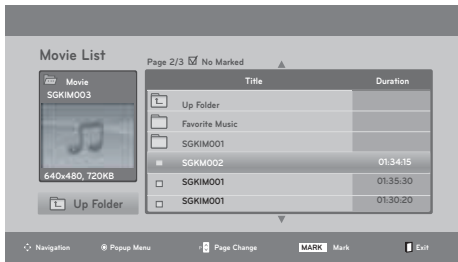 Movie List
Page 2/3 No Marked
Movie
SGKIM003
640x480, 720KB
Up Folder
Title Duration
Up Folder
Favorite Music
SGKIM001
SGKM002 01:34:15
SGKIM001 01:35:30
SGKIM001 01:30:20
Navigation Popup Menu Page Change MARK Mark Exit